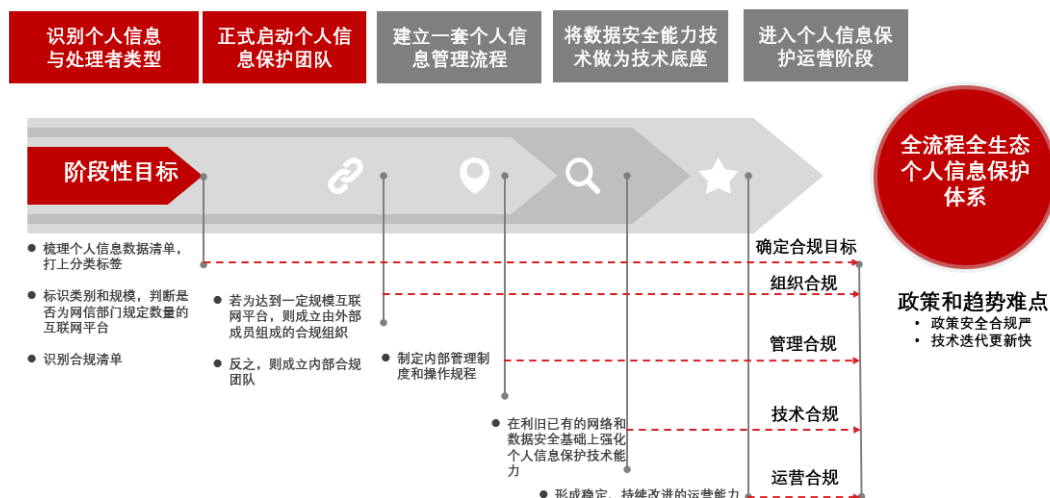 识别个人信息
与处理者类型
正式启动个人信
息保护团队
建立一套个人信
息管理流程
将数据安全能力技
术做为技术底座
进入个人信息保
护运营阶段
阶段性目标
全流程全生态
个人信息保护
体系
● 梳理个人信息数据清单，
打上分类标签
● 标识类别和规模，判断是
否为网信部门规定数量的
互联网平台
● 识别合规清单
● 若为达到一定规模互联
网平台，则成立由外部
成员组成的合规组织
● 反之，则成立内部合规
团队
● 制定内部管理制
度和操作规程
● 在利旧已有的网络和
数据安全基础上强化
个人信息保护技术能
力
● 形成稳定、持续改进的运营能力
确定合规目标
组织合规
管理合规
技术合规
运营合规
政策和趋势难点
• 政策安全合规严
• 技术迭代更新快